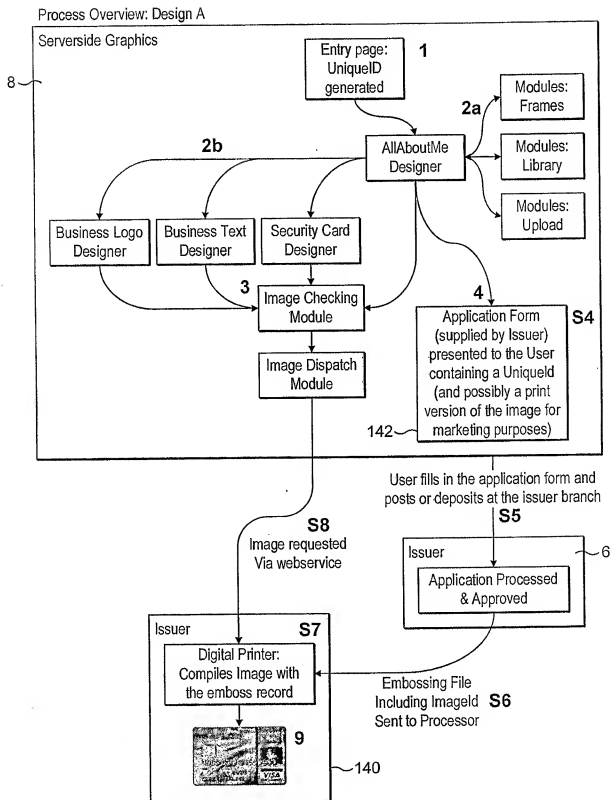 Process Overview: Design A
Serverside Graphics
8
Entry page:
UniqueID
generated
1
AllAboutMe
Designer
2a
Modules:
Frames
Modules:
Library
Modules:
Upload
2b
Business Logo
Designer
Business Text
Designer
Security Card
Designer
3
Image Checking
Module
Image Dispatch
Module
4
S4
Application Form
(supplied by Issuer)
presented to the User
containing a UniqueId
(and possibly a print
version of the image for
marketing purposes)
142
User fills in the application form and
posts or deposits at the issuer branch
S5
S8
Image requested
Via webservice
Issuer
6
Application Processed
& Approved
Issuer
S7
Digital Printer:
Compiles Image with
the emboss record
Embossing File
Including ImageId
Sent to Processor
S6
9
VISA
140